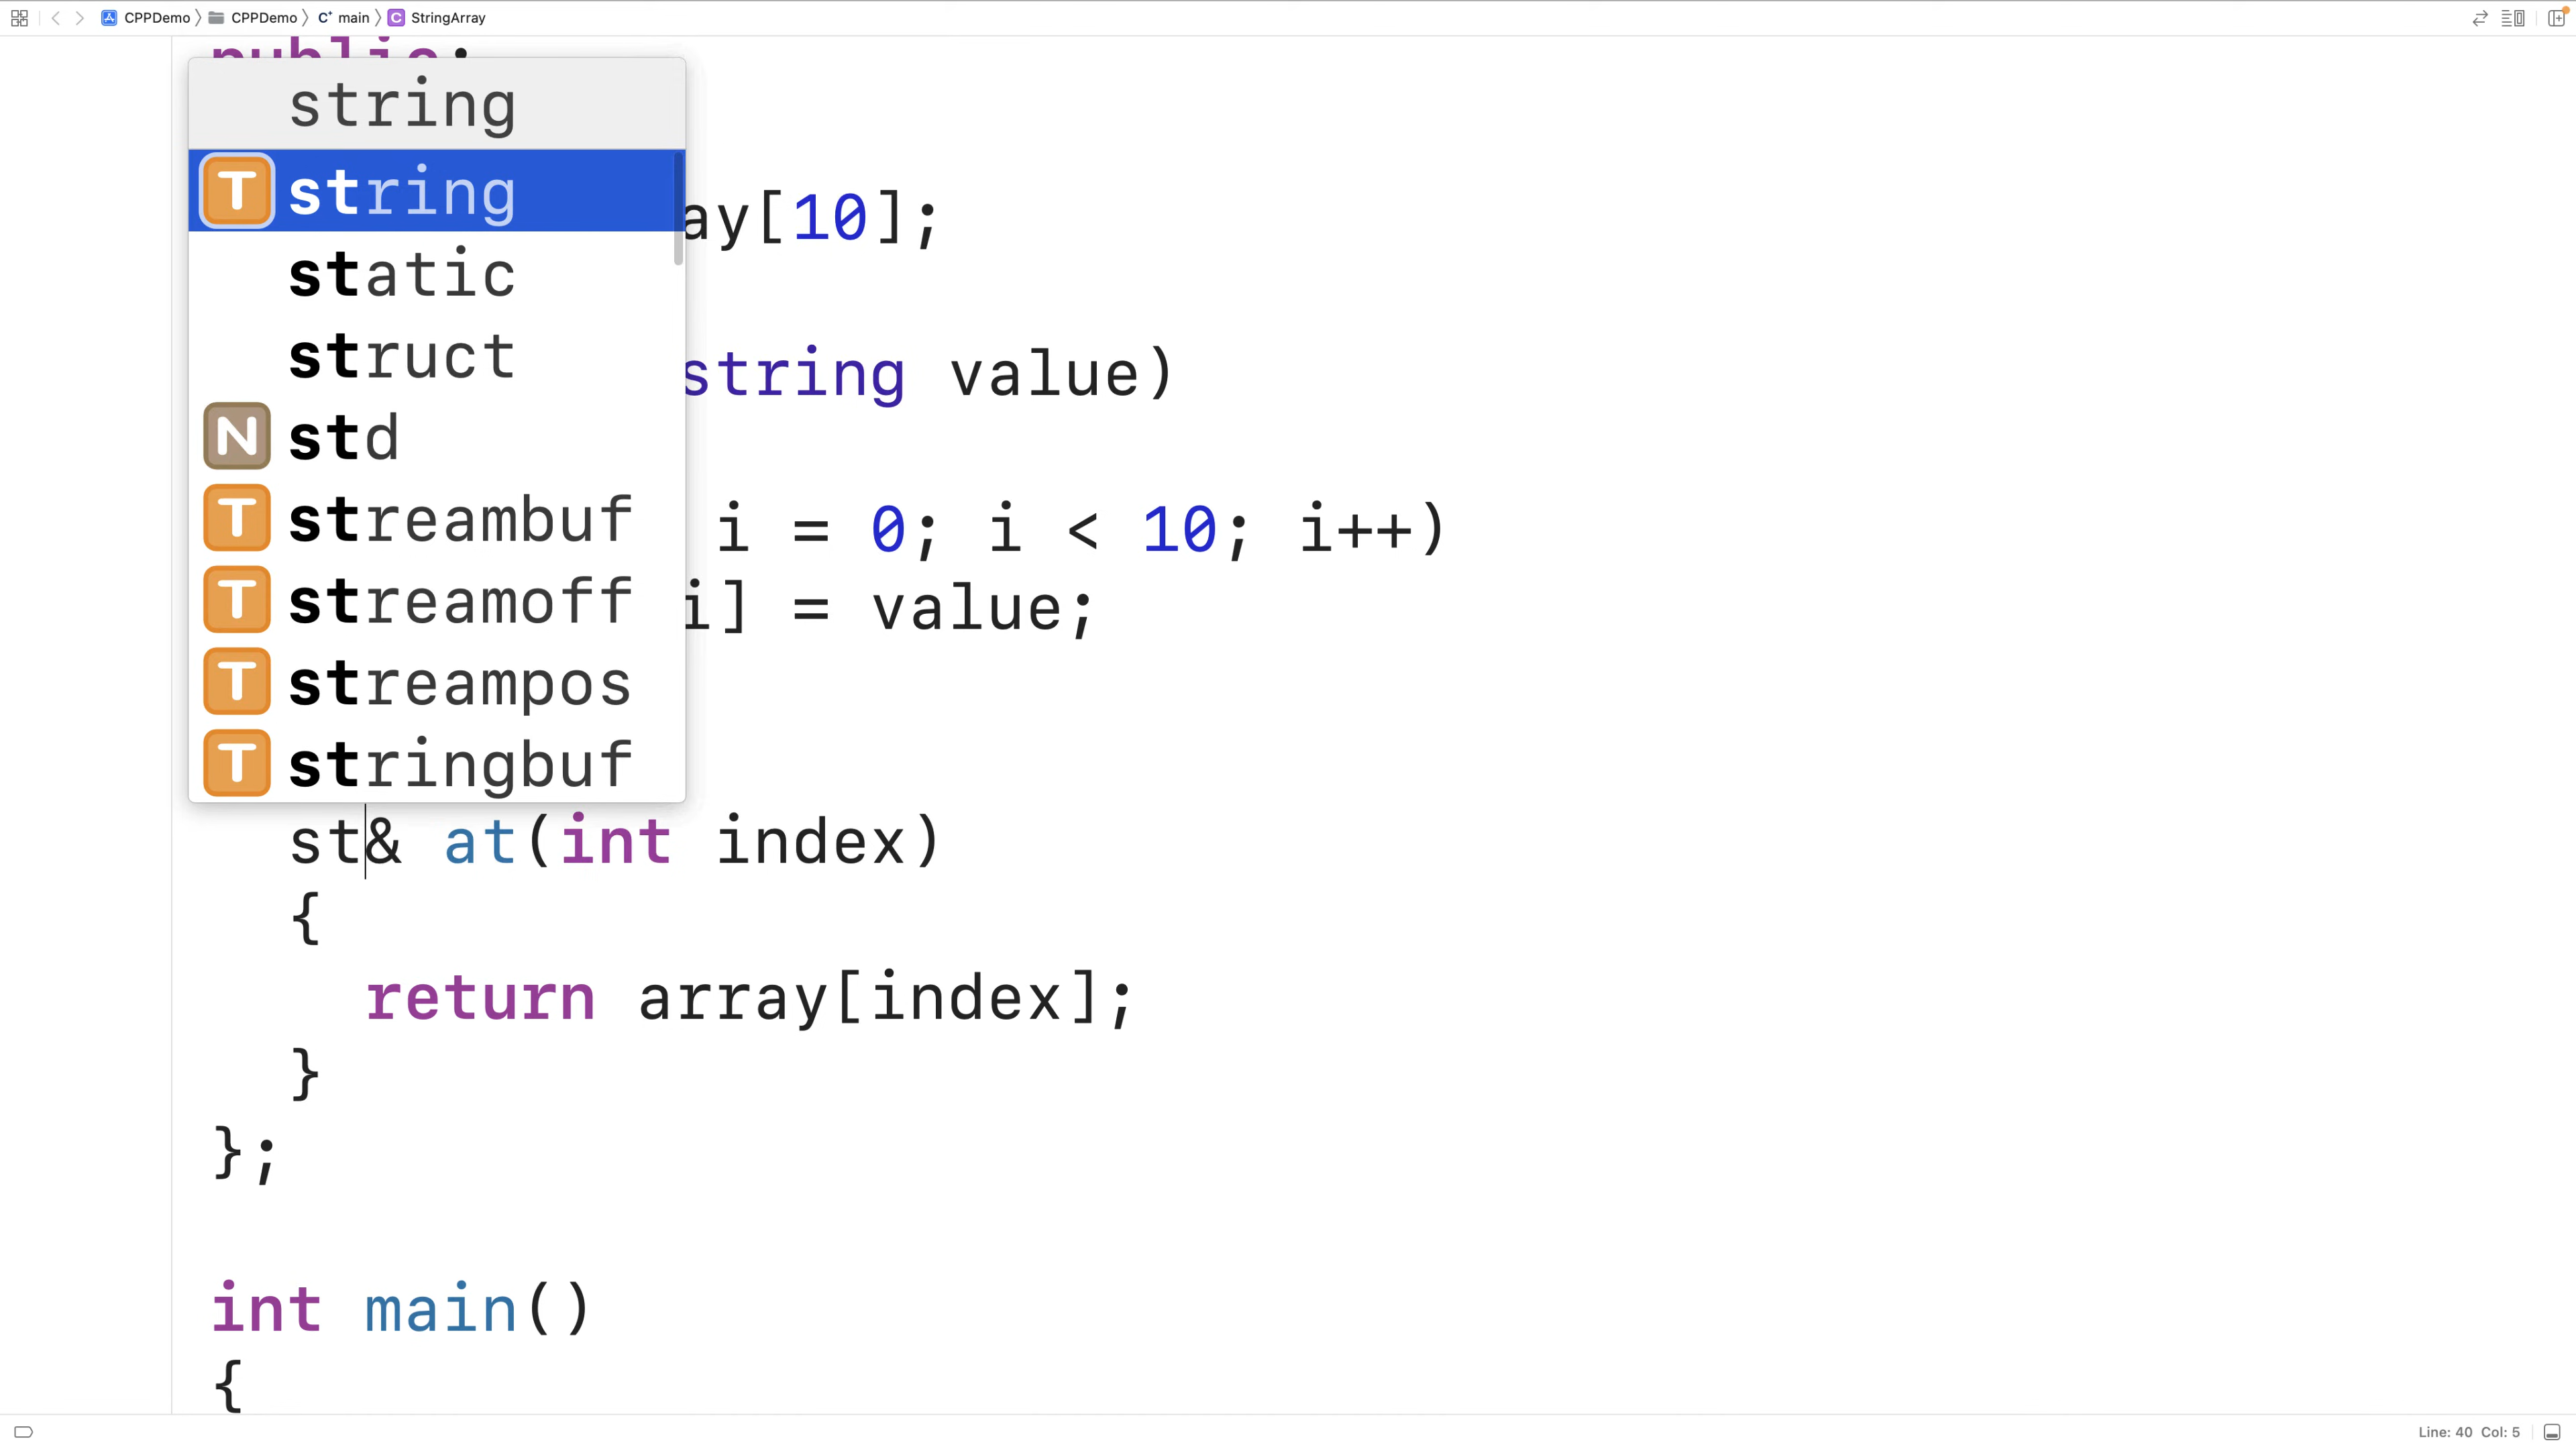 CPPDemo CPPDemo C+ main C StringArray
public:
string
T string
ay[10];
static
struct
string value)
N std
T streambuf
i = 0; i < 10; i++)
T streamoff
i] = value;
T streampos
T stringbuf
st& at(int index)
{
return array[index];
}
};
int main()
{
Line: 40 Col: 5